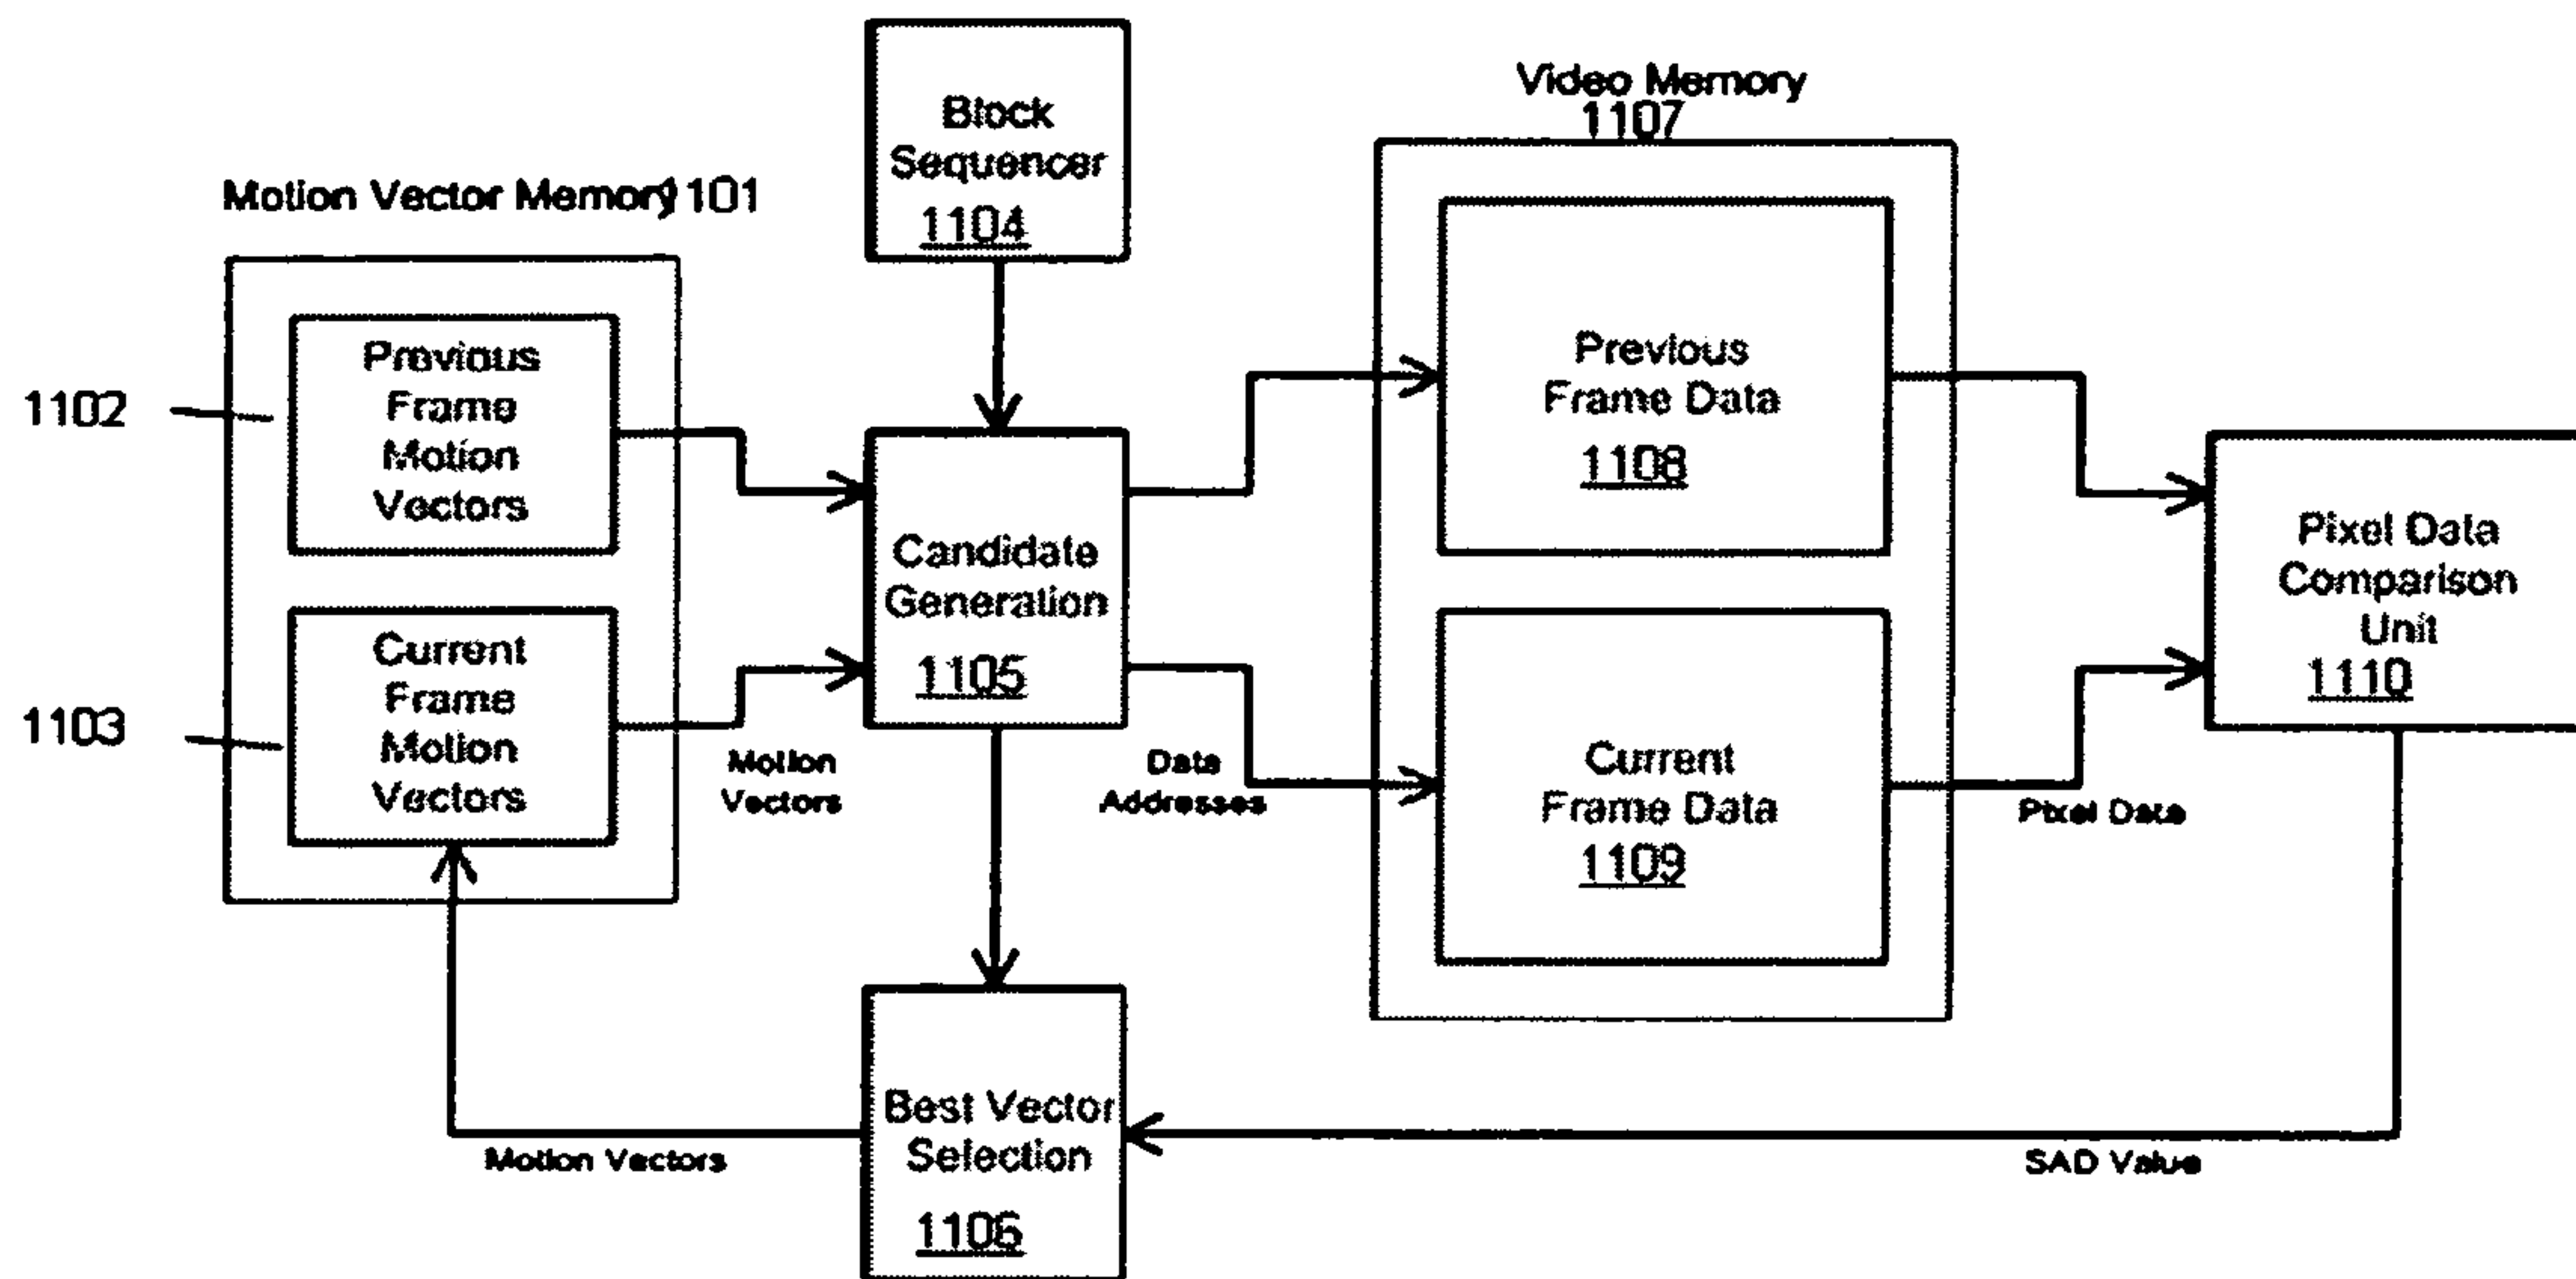 Block
Sequencer
1104
Video Memory
1107
Motion Vector Memory 1101
1102
Previous
Frame
Motion
Vectors
1103
Current
Frame
Motion
Vectors
Motion
Vectors
Candidate
Generation
1105
Data
Addresses
Previous
Frame Data
1108
Current
Frame Data
1109
Pixel Data
Pixel Data
Comparison
Unit
1110
Best Vector
Selection
1106
Motion Vectors
SAD Value